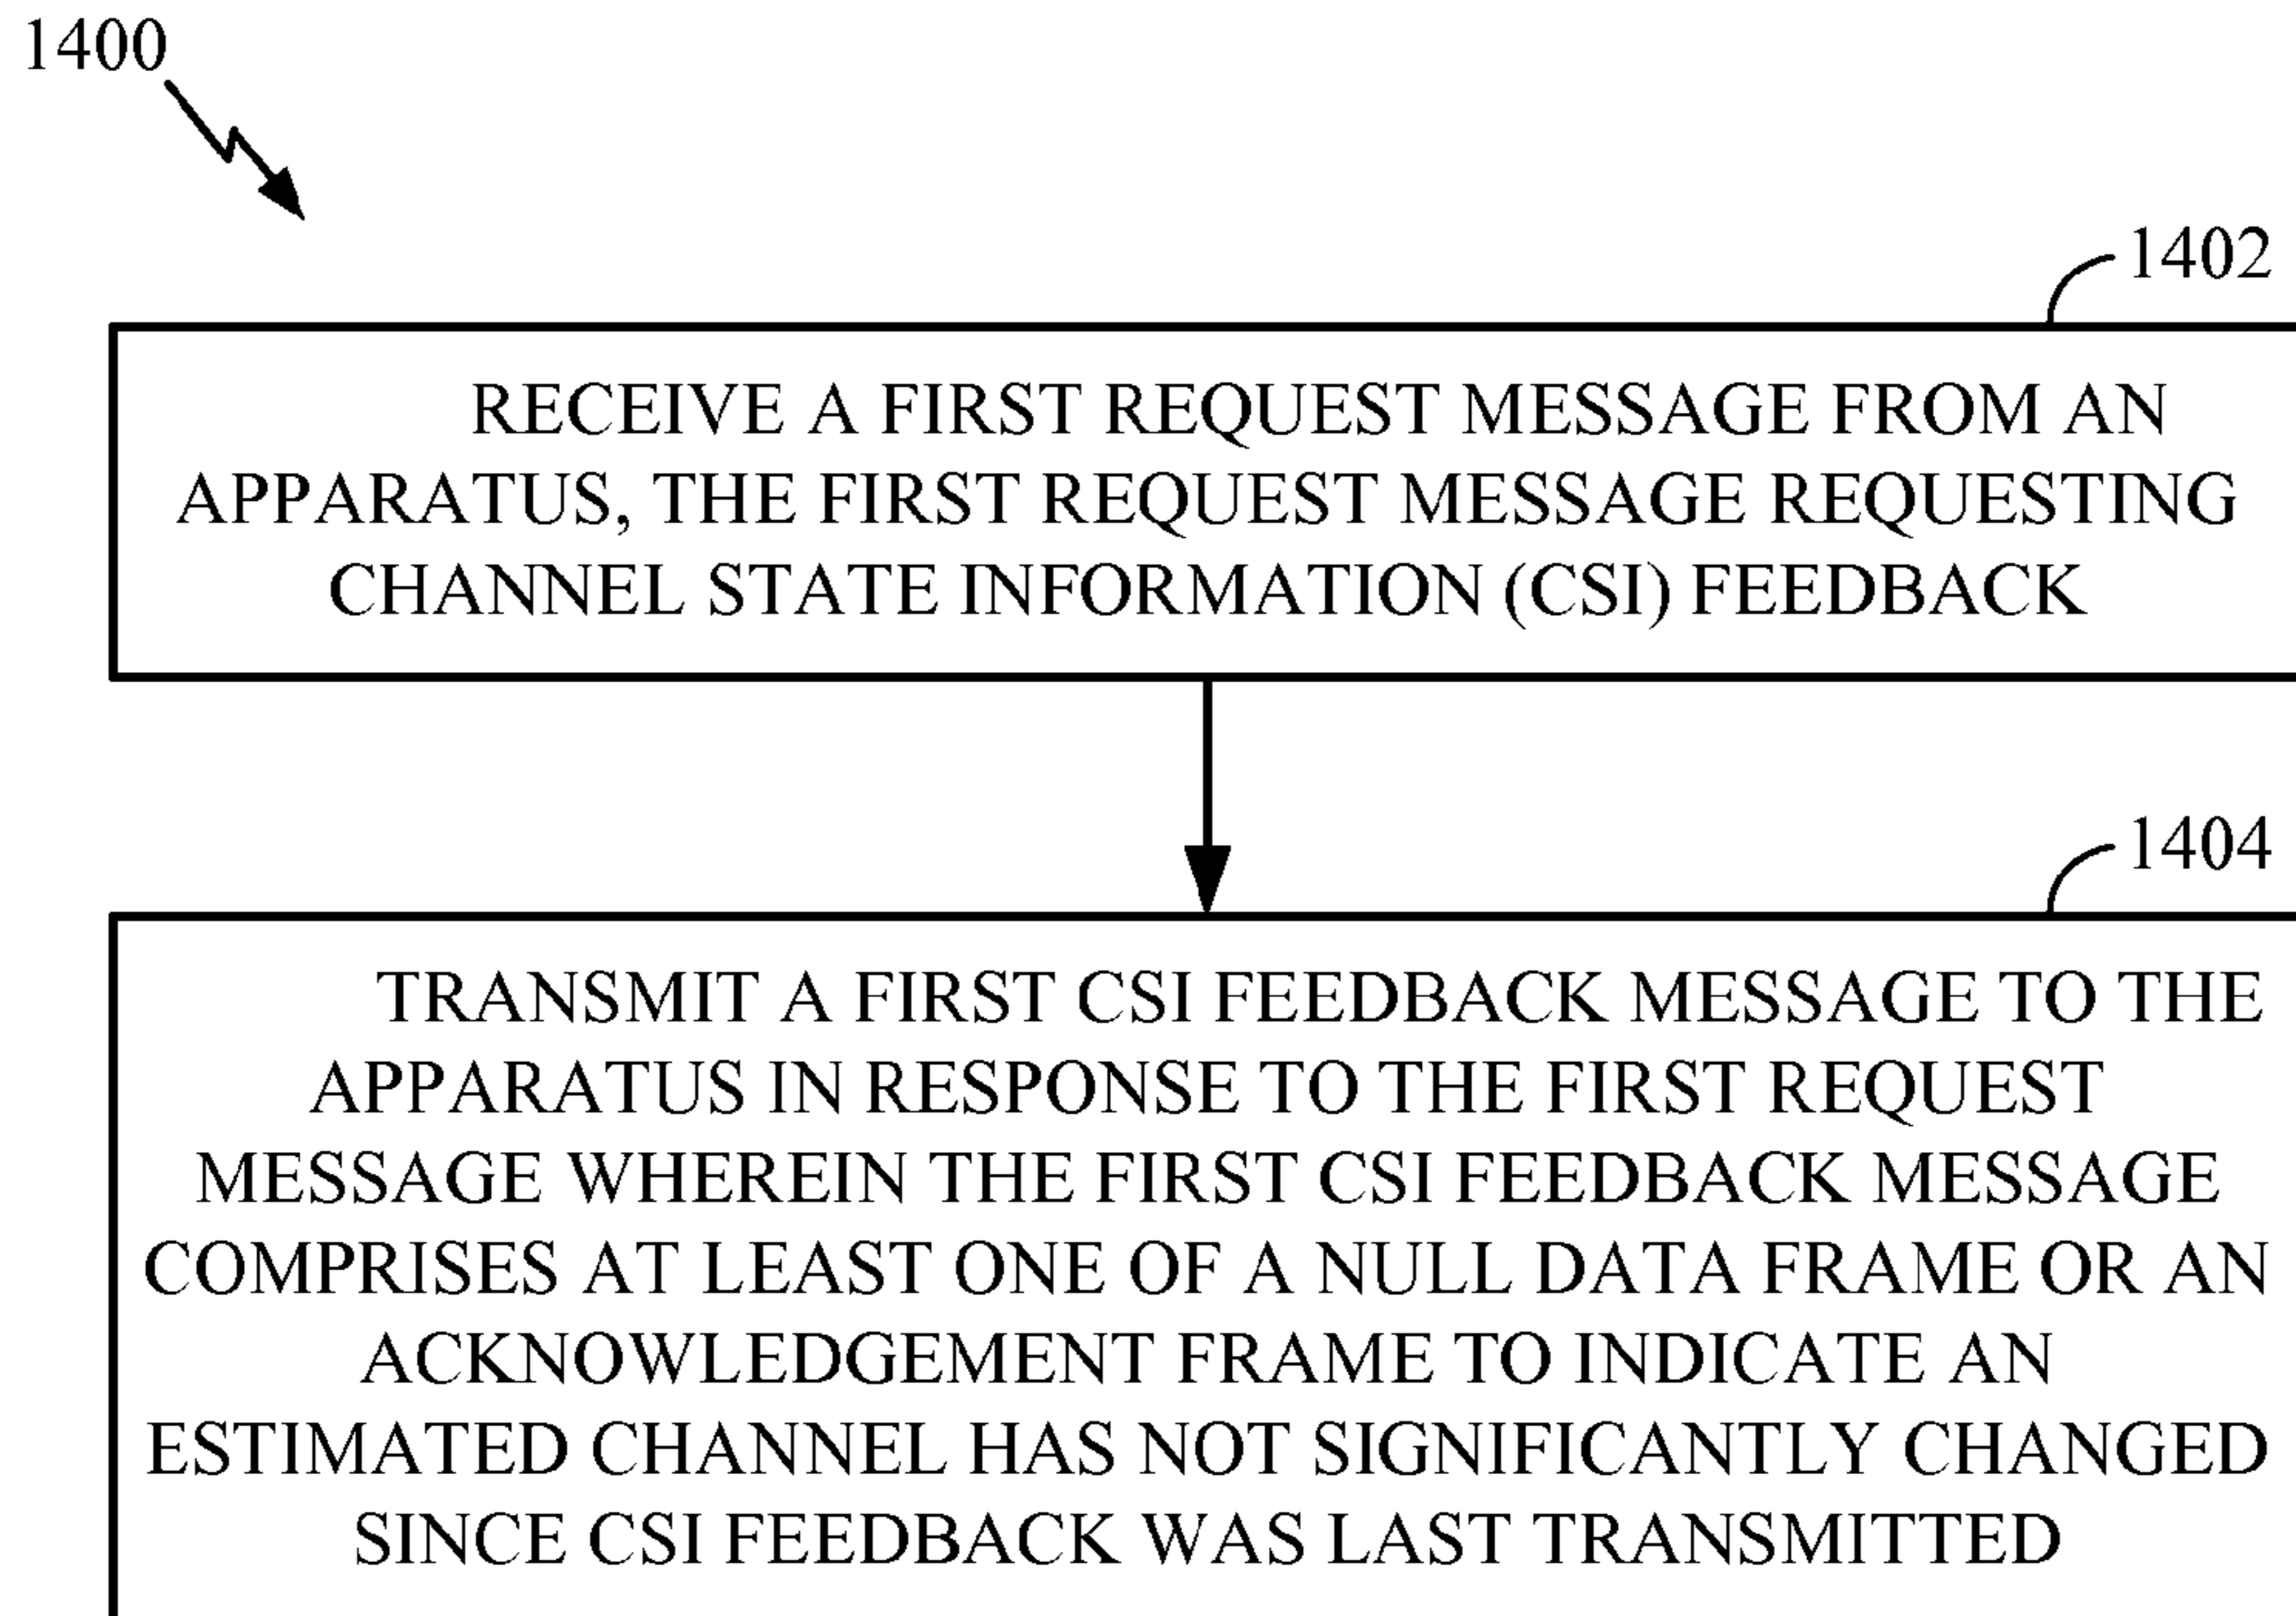 1400
1402
RECEIVE A FIRST REQUEST MESSAGE FROM AN
APPARATUS, THE FIRST REQUEST MESSAGE REQUESTING
CHANNEL STATE INFORMATION (CSI) FEEDBACK
1404
TRANSMIT A FIRST CSI FEEDBACK MESSAGE TO THE
APPARATUS IN RESPONSE TO THE FIRST REQUEST
MESSAGE WHEREIN THE FIRST CSI FEEDBACK MESSAGE
COMPRISES AT LEAST ONE OF A NULL DATA FRAME OR AN
ACKNOWLEDGEMENT FRAME TO INDICATE AN
ESTIMATED CHANNEL HAS NOT SIGNIFICANTLY CHANGED
SINCE CSI FEEDBACK WAS LAST TRANSMITTED